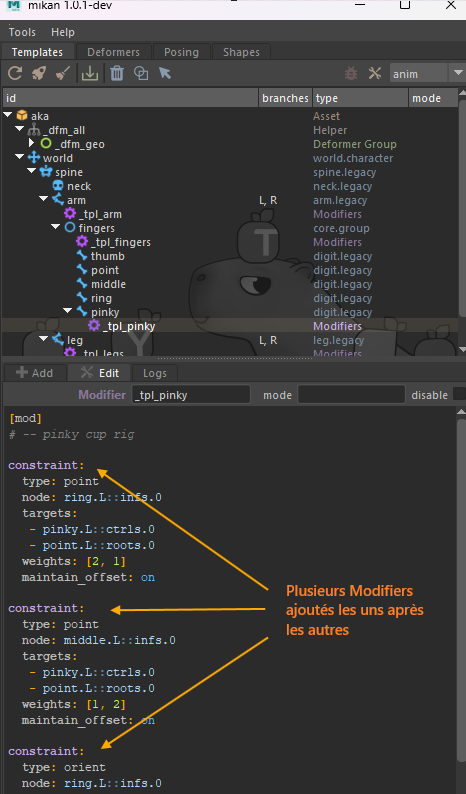 mikan 1.0.1-dev
Tools Help
Templates Deformers Posing Shapes
anim
id branches type mode
aka Asset
_dfm_all Helper
_dfm_geo Deformer Group
world world.character
spine spine.legacy
neck neck.legacy
arm L, R arm.legacy
_tpl_arm Modifiers
fingers core.group
_tpl_fingers Modifiers
thumb digit.legacy
point digit.legacy
middle digit.legacy
ring digit.legacy
pinky digit.legacy
_tpl_pinky Modifiers
leg L, R leg.legacy
_tpl_legs Modifiers
T
Y
Add Edit Logs
Modifier _tpl_pinky mode disable
[mod]
# -- pinky cup rig
constraint:
type: point
node: ring.L::infs.0
targets:
- pinky.L::ctrls.0
- point.L::roots.0
weights: [2, 1]
maintain_offset: on
constraint:
type: point
node: middle.L::infs.0
targets:
- pinky.L::ctrls.0
- point.L::roots.0
weights: [1, 2]
maintain_offset: on
constraint:
type: orient
node: ring.L::infs.0
Plusieurs Modifiers
ajoutés les uns après
les autres